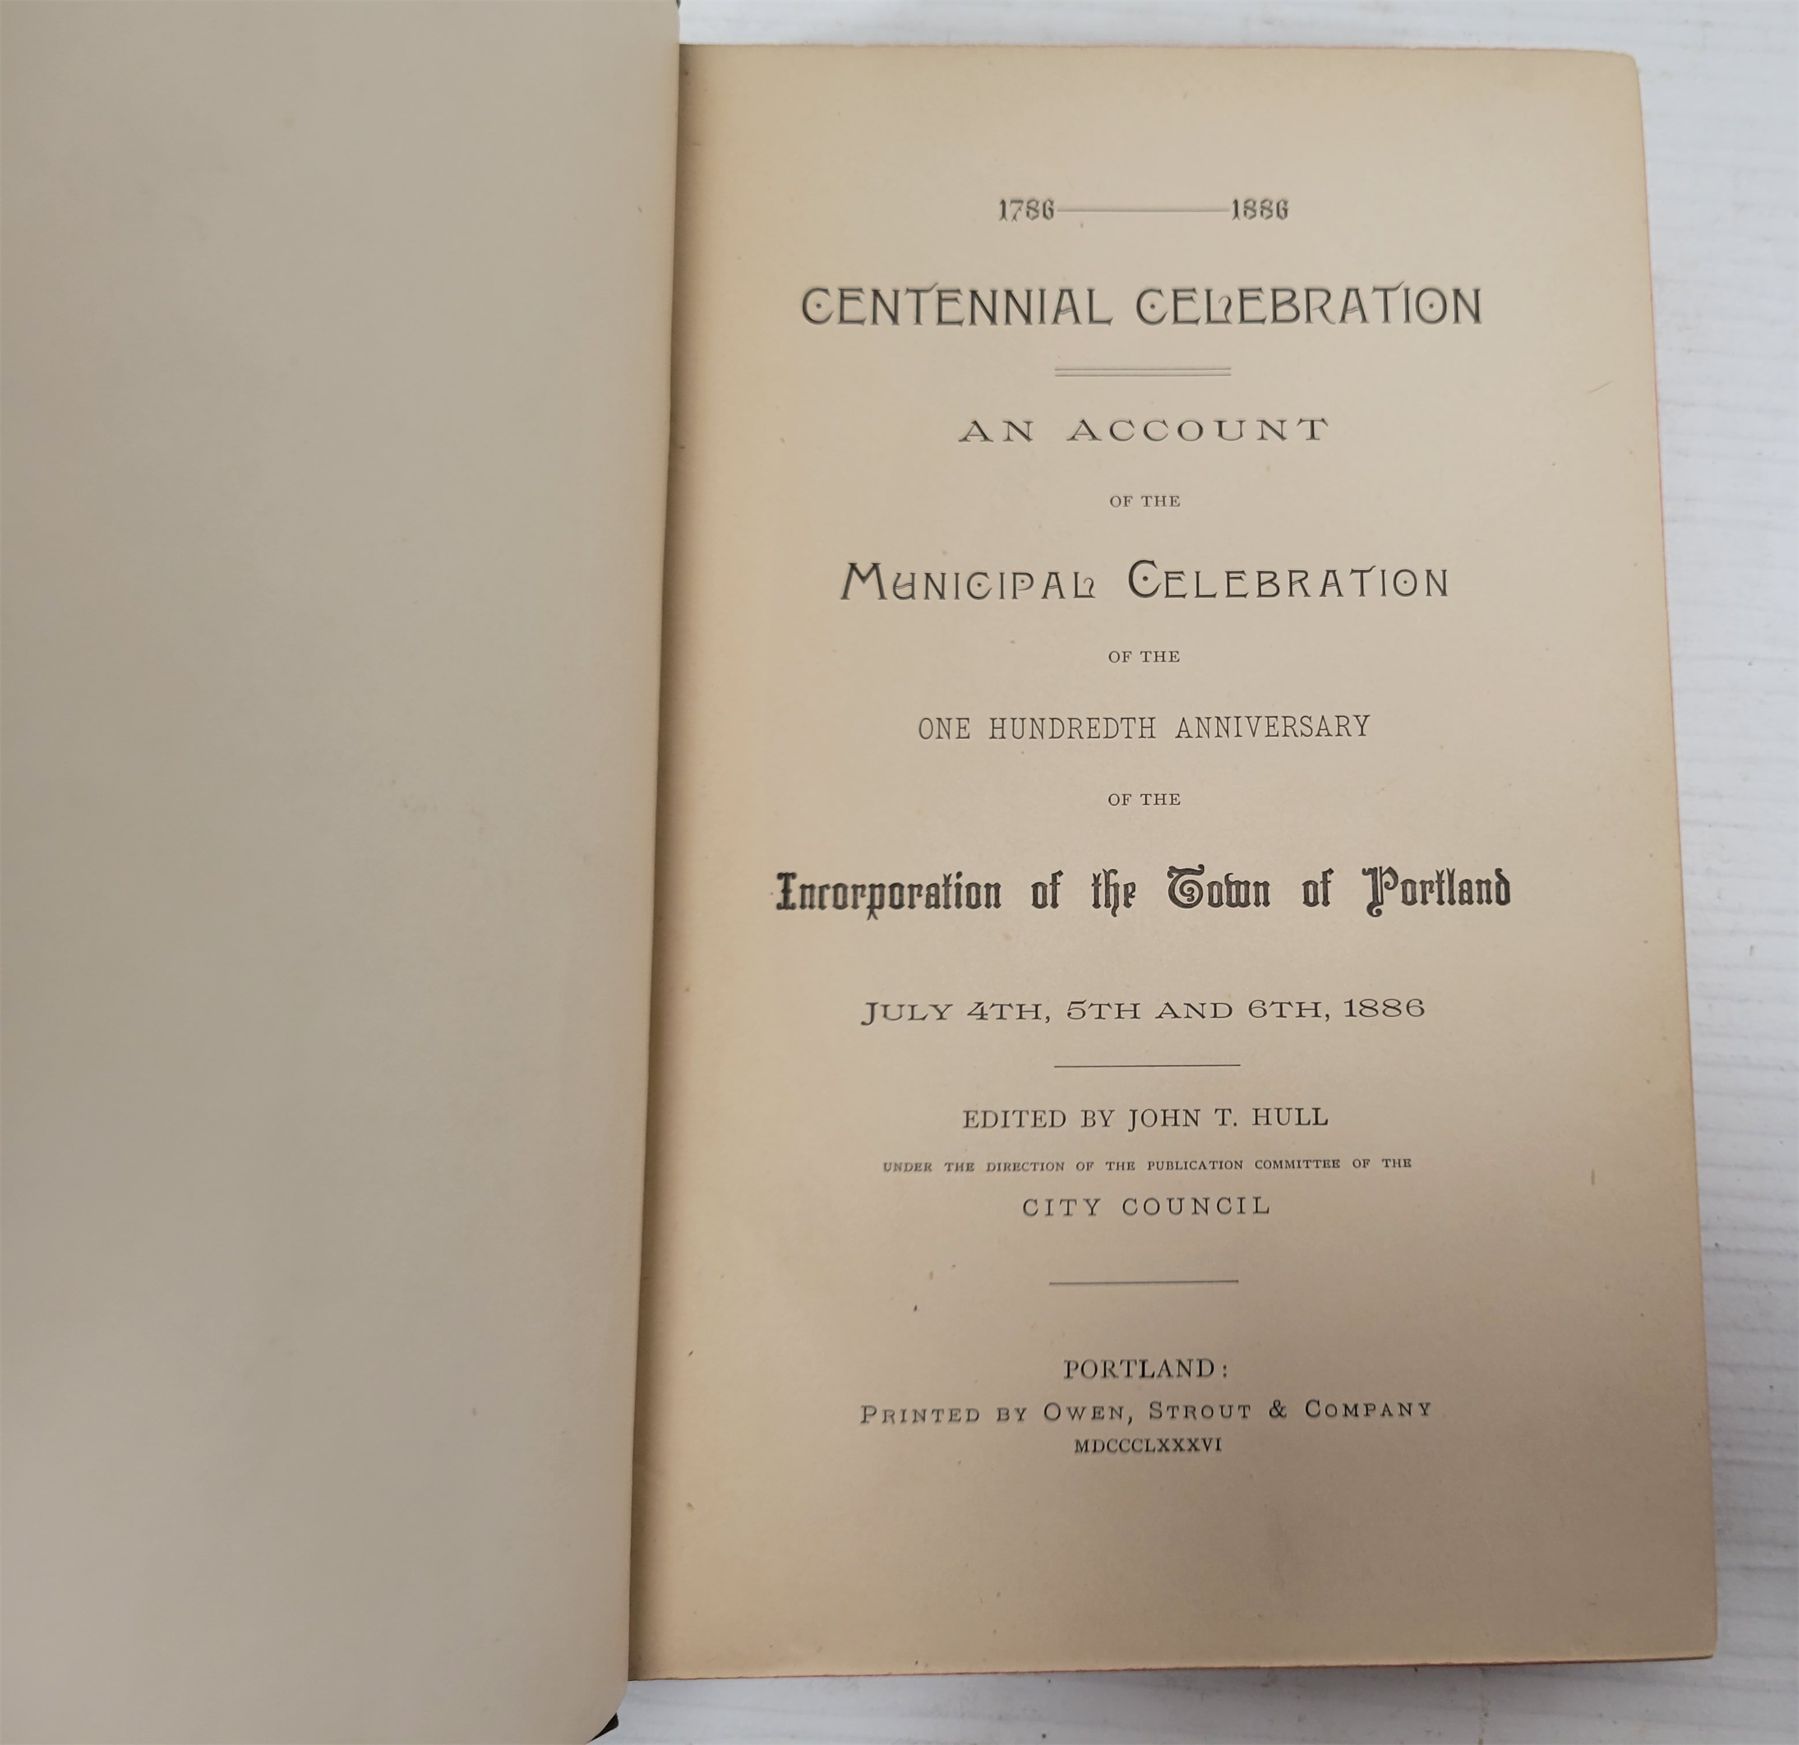 1786 ——— 1886
CENTENNIAL CELEBRATION
AN ACCOUNT
OF THE
MUNICIPAL CELEBRATION
OF THE
ONE HUNDREDTH ANNIVERSARY
OF THE
Incorporation of the Town of Portland
JULY 4TH, 5TH AND 6TH, 1886
EDITED BY JOHN T. HULL
UNDER THE DIRECTION OF THE PUBLICATION COMMITTEE OF THE
CITY COUNCIL
PORTLAND:
PRINTED BY OWEN, STROUT & COMPANY
MDCCCLXXXVI